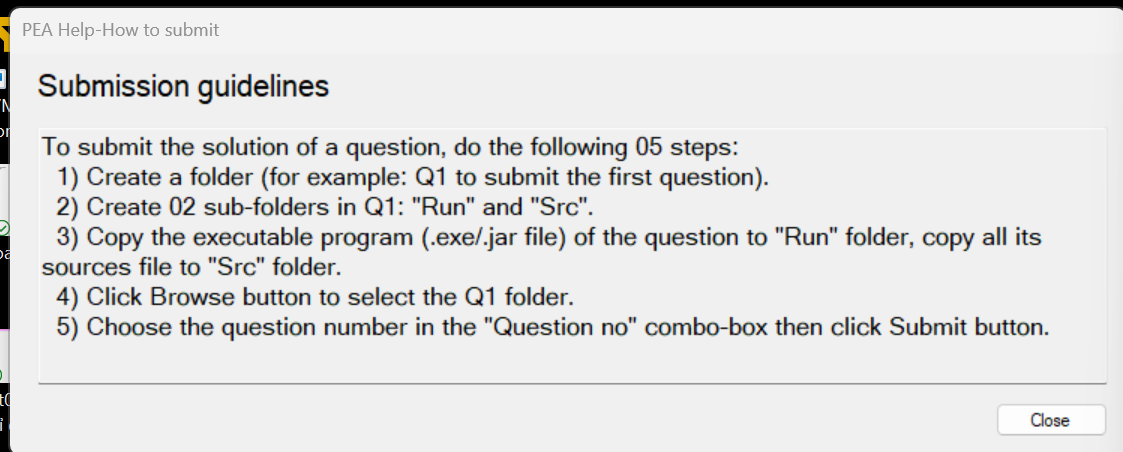 PEA Help-How to submit
Submission guidelines
To submit the solution of a question, do the following 05 steps:
1) Create a folder (for example: Q1 to submit the first question).
2) Create 02 sub-folders in Q1: "Run" and "Src".
3) Copy the executable program (.exe/.jar file) of the question to "Run" folder, copy all its
sources file to "Src" folder.
4) Click Browse button to select the Q1 folder.
5) Choose the question number in the "Question no" combo-box then click Submit button.
Close